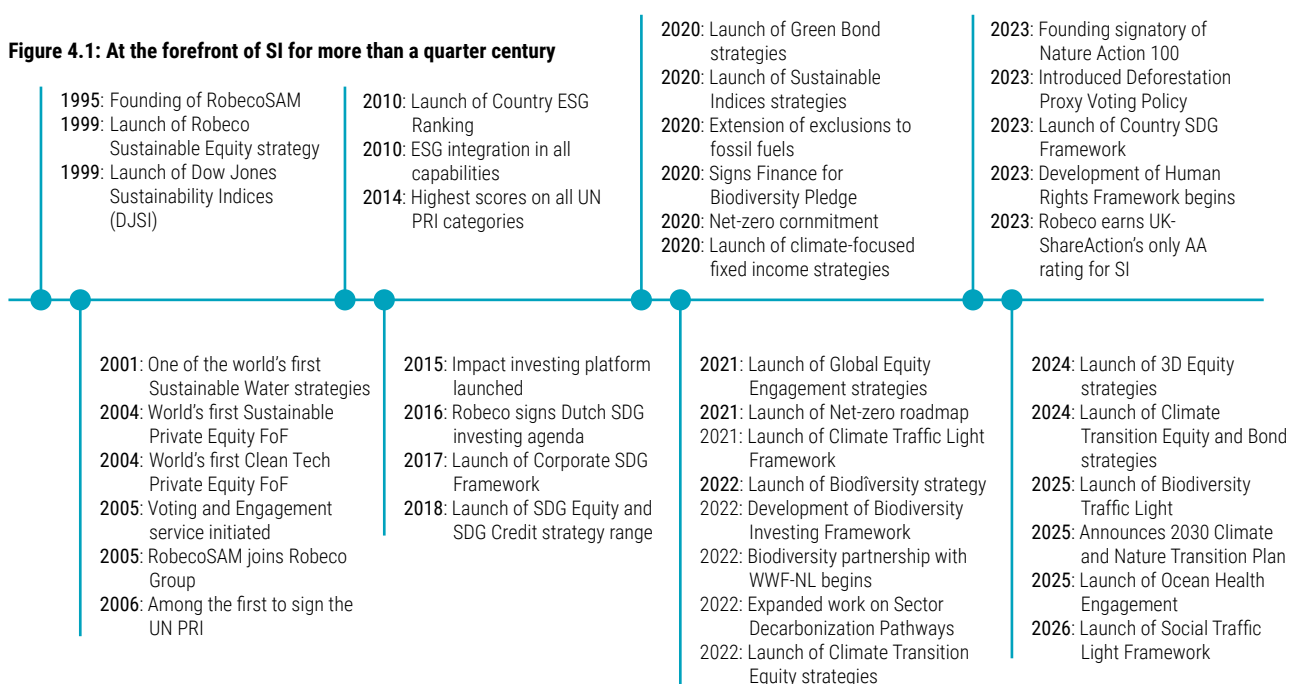 Figure 4.1: At the forefront of SI for more than a quarter century
1995: Founding of RobecoSAM
1999: Launch of Robeco
Sustainable Equity strategy
1999: Launch of Dow Jones
Sustainability Indices
(DJSI)
2001: One of the world's first
Sustainable Water strategies
2004: World's first Sustainable
Private Equity FoF
2004: World's first Clean Tech
Private Equity FoF
2005: Voting and Engagement
service initiated
2005: RobecoSAM joins Robeco
Group
2006: Among the first to sign the
UN PRI
2010: Launch of Country ESG
Ranking
2010: ESG integration in all
capabilities
2014: Highest scores on all UN
PRI categories
2015: Impact investing platform
launched
2016: Robeco signs Dutch SDG
investing agenda
2017: Launch of Corporate SDG
Framework
2018: Launch of SDG Equity and
SDG Credit strategy range
2020: Launch of Green Bond
strategies
2020: Launch of Sustainable
Indices strategies
2020: Extension of exclusions to
fossil fuels
2020: Signs Finance for
Biodiversity Pledge
2020: Net-zero cornmitment
2020: Launch of climate-focused
fixed income strategies
2021: Launch of Global Equity
Engagement strategies
2021: Launch of Net-zero roadmap
2021: Launch of Climate Traffic Light
Framework
2022: Launch of Biodîversity strategy
2022: Development of Biodiversity
Investing Framework
2022: Biodiversity partnership with
WWF-NL begins
2022: Expanded work on Sector
Decarbonization Pathways
2022: Launch of Climate Transition
Equity strategies
2023: Founding signatory of
Nature Action 100
2023: Introduced Deforestation
Proxy Voting Policy
2023: Launch of Country SDG
Framework
2023: Development of Human
Rights Framework begins
2023: Robeco earns UK-
ShareAction's only AA
rating for SI
2024: Launch of 3D Equity
strategies
2024: Launch of Climate
Transition Equity and Bond
strategies
2025: Launch of Biodiversity
Traffic Light
2025: Announces 2030 Climate
and Nature Transition Plan
2025: Launch of Ocean Health
Engagement
2026: Launch of Social Traffic
Light Framework